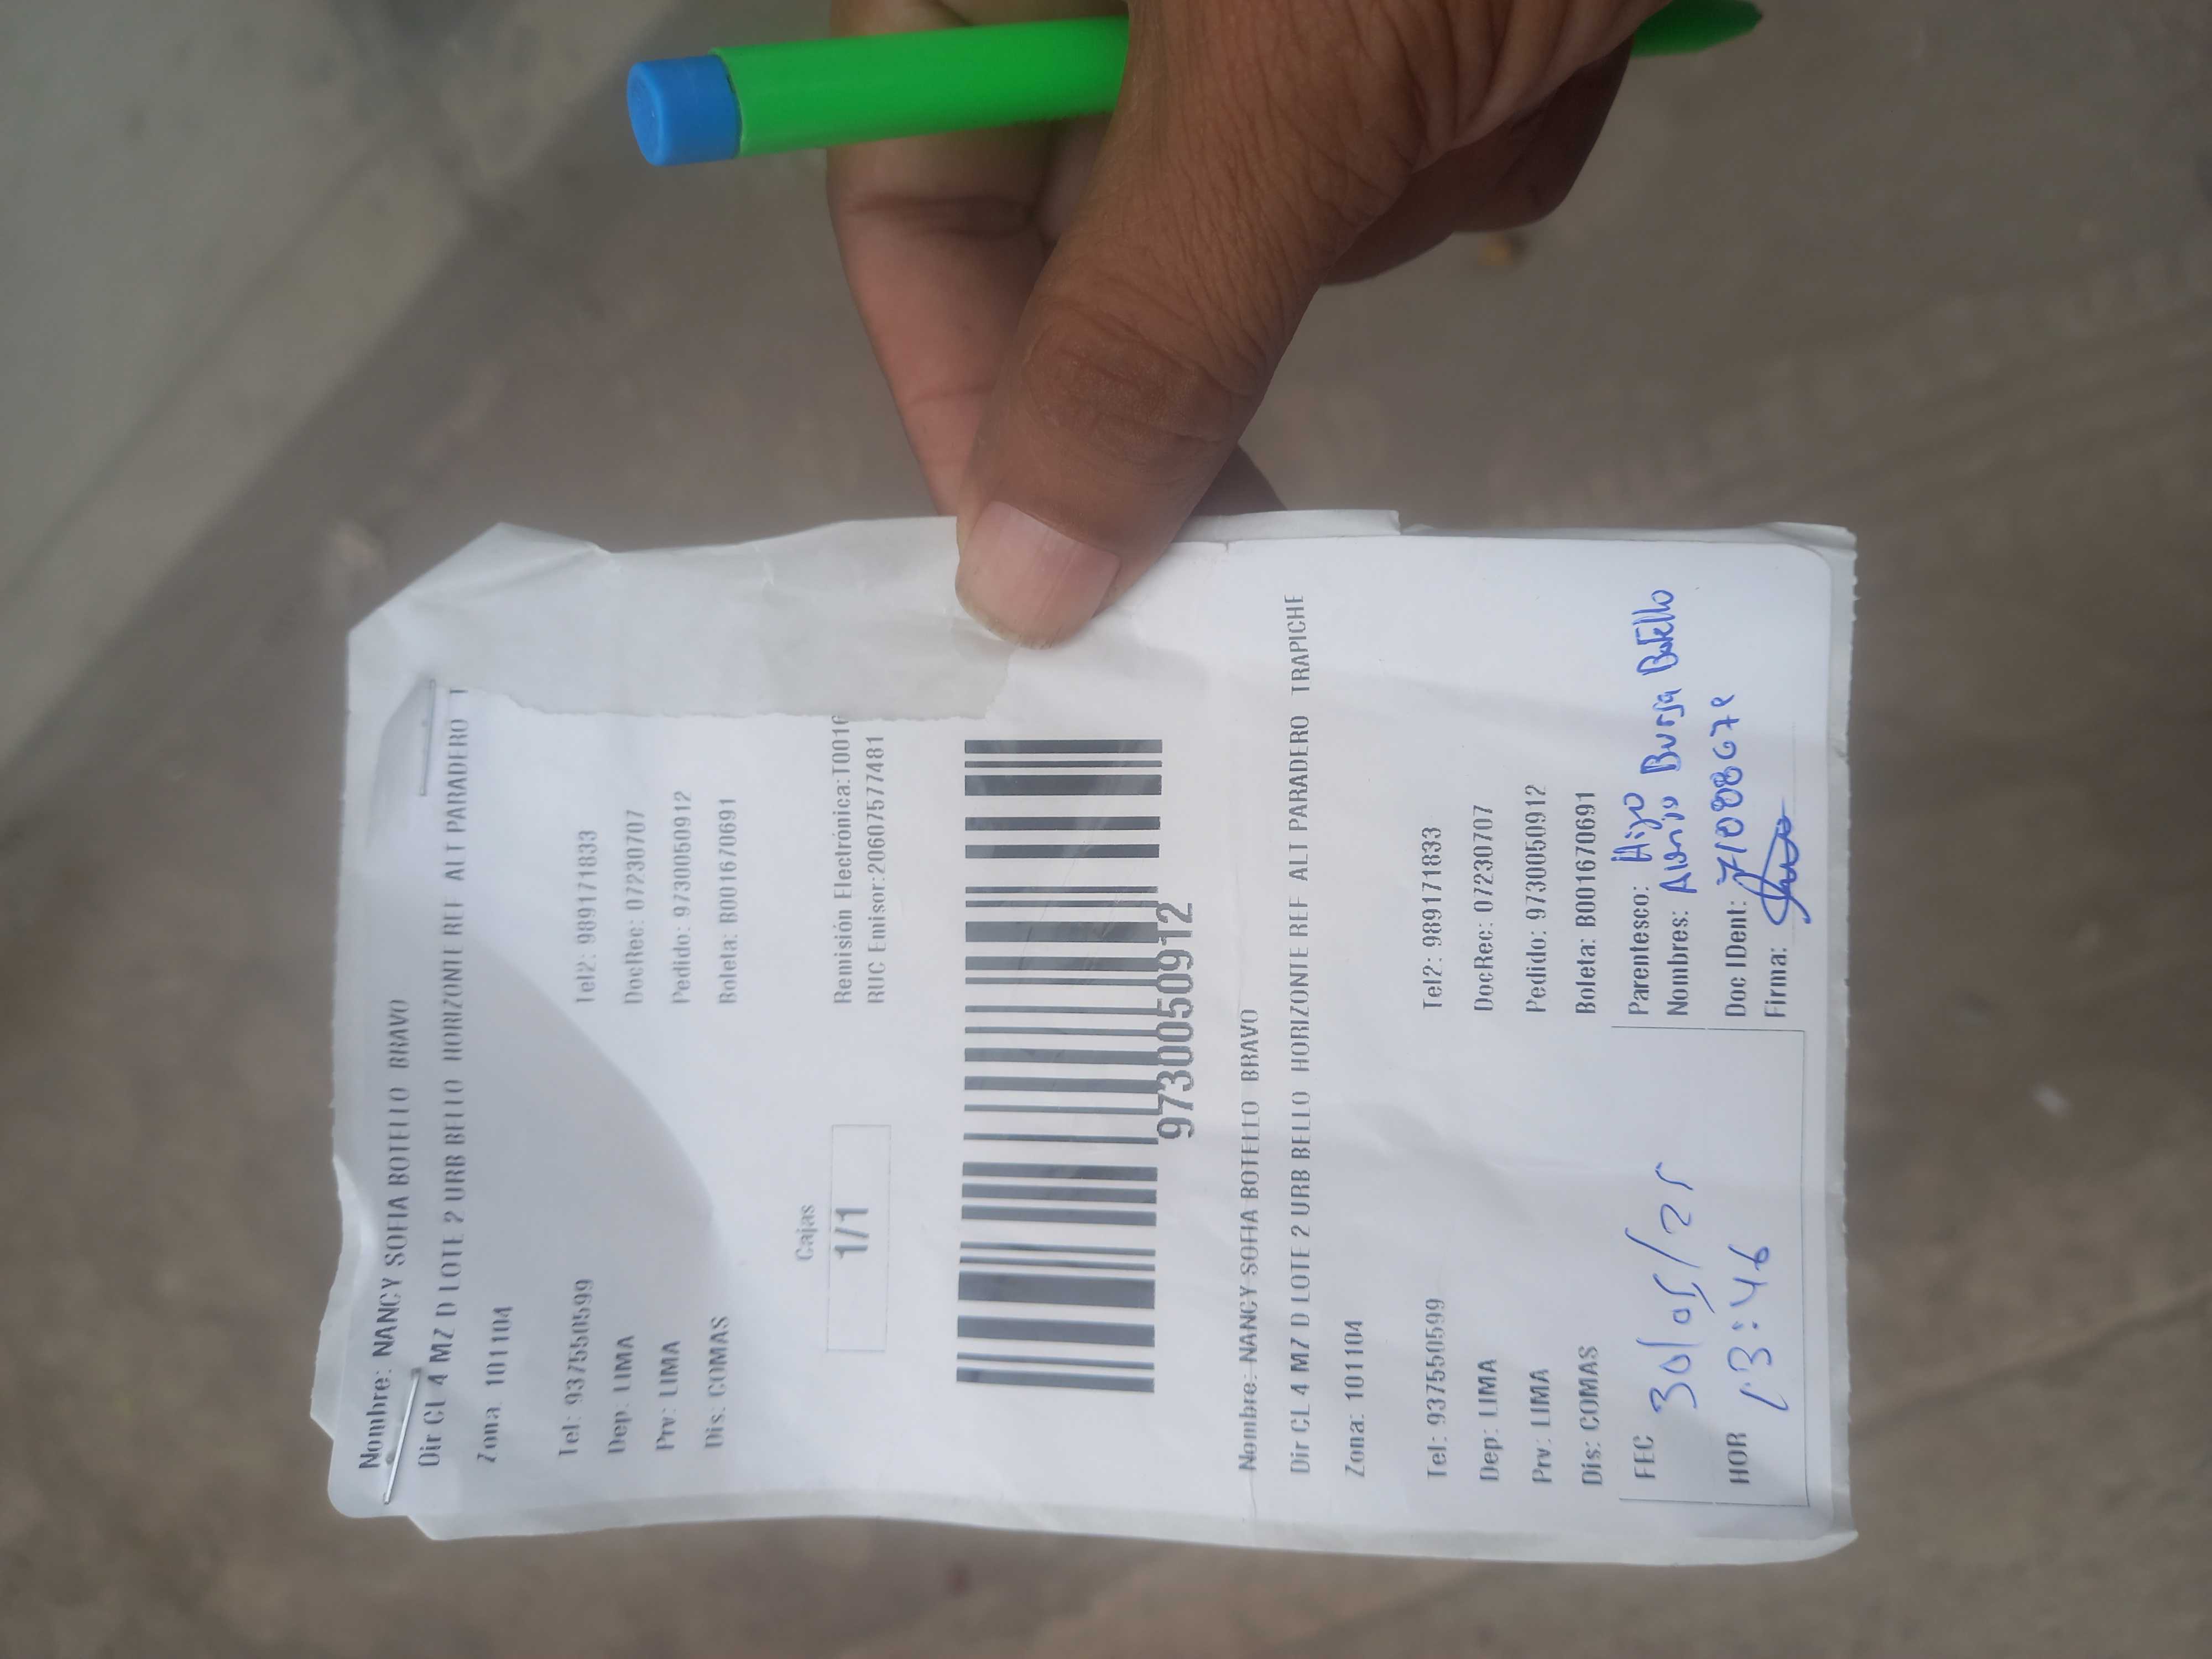 Nombre: NANCY SOFIA BOTELLO BRAVO
Dir CL 4 MZ D LOTE 2 URB BELLO HORIZONTE REF ALT PARADERO T
Zona: 101104
Tel: 937550599 Tel2: 989171833
Dep: LIMA DocRec: 07230707
Prv: LIMA Pedido: 9730050912
Dis: COMAS Boleta: B001670691
Cajas
1/1
Remisión Electrónica:T001
RUC Emisor:20607577481
9730050912
Nombre: NANCY SOFIA BOTELLO BRAVO
Dir CL 4 MZ D LOTE 2 URB BELLO HORIZONTE REF ALT PARADERO TRAPICHE
Zona: 101104
Tel: 937550599 Tel2: 989171833
Dep: LIMA DocRec: 07230707
Prv: LIMA Pedido: 9730050912
Dis: COMAS Boleta: B001670691
FEC 30/05/25
HOR 13:46
Parentesco: Hijo
Nombres: Borja Botello
Doc IDent:
Firma: